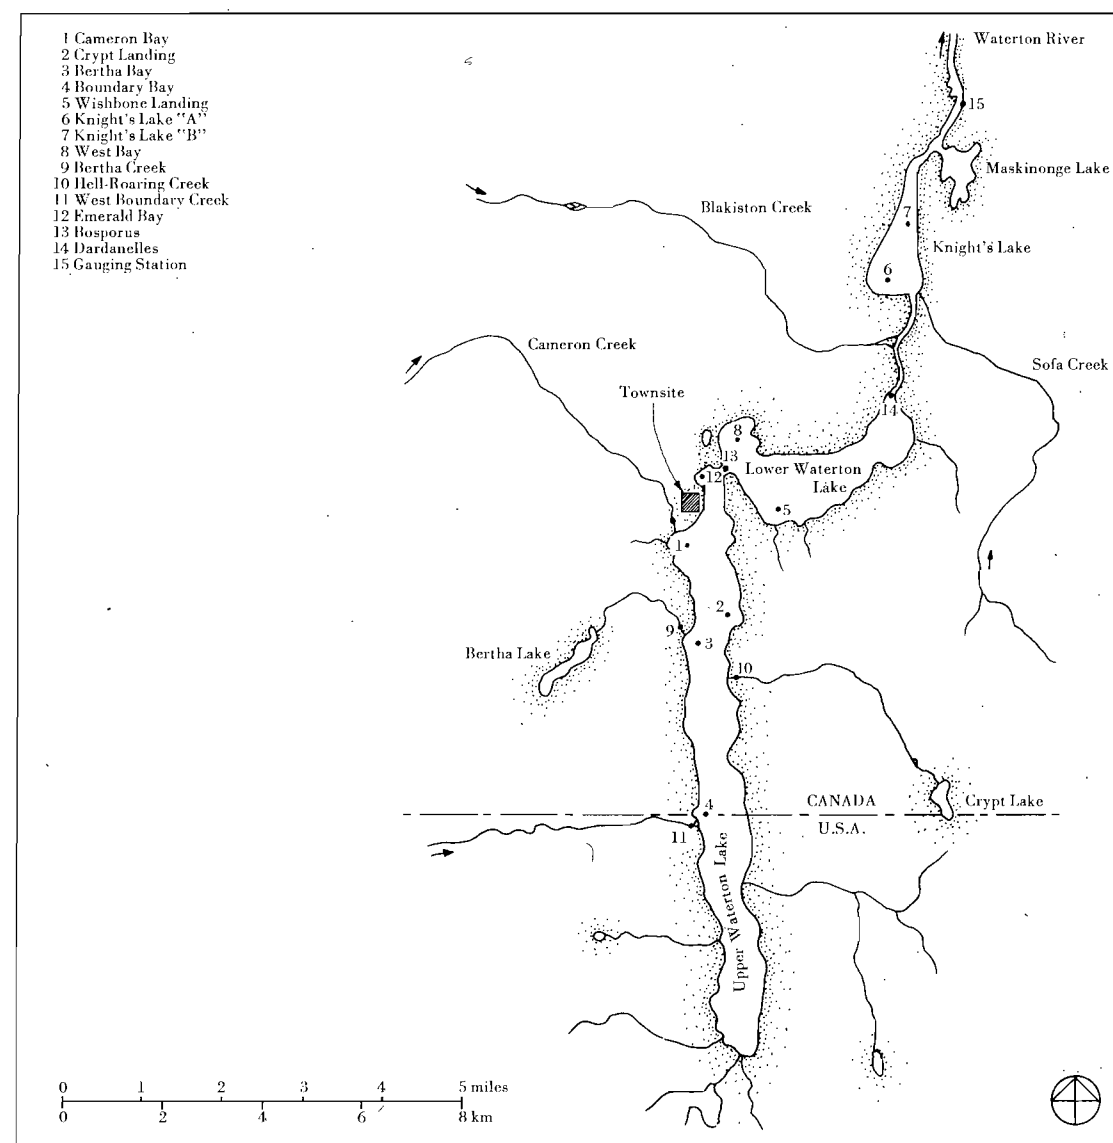 1 Cameron Bay
2 Crypt Landing
3 Bertha Bay
4 Boundary Bay
5 Wishbone Landing
6 Knight's Lake "A"
7 Knight's Lake "B"
8 West Bay
9 Bertha Creek
10 Hell-Roaring Creek
11 West Boundary Creek
12 Emerald Bay
13 Bosporus
14 Dardanelles
15 Gauging Station
Waterton River
15
Maskinonge Lake
Blakiston Creek
7
Knight's Lake
6
Cameron Creek
Sofa Creek
Townsite
14
8
13
Lower Waterton
Lake
12
5
1
2
9
3
Bertha Lake
10
4
CANADA
Crypt Lake
U.S.A.
11
Upper Waterton Lake
0 1 2 3 4 5 miles
0 2 4 6 8 km